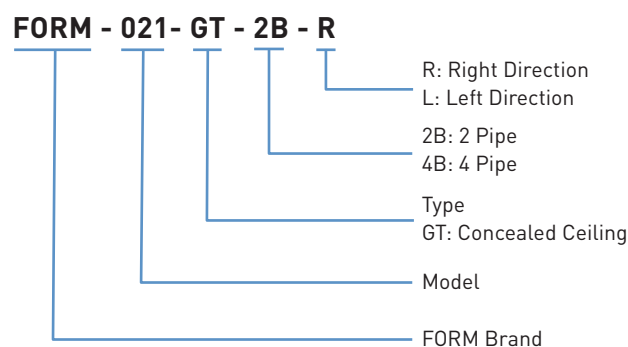 FORM - 021- GT - 2B - R
R: Right Direction
L: Left Direction
2B: 2 Pipe
4B: 4 Pipe
Type
GT: Concealed Ceiling
Model
FORM Brand